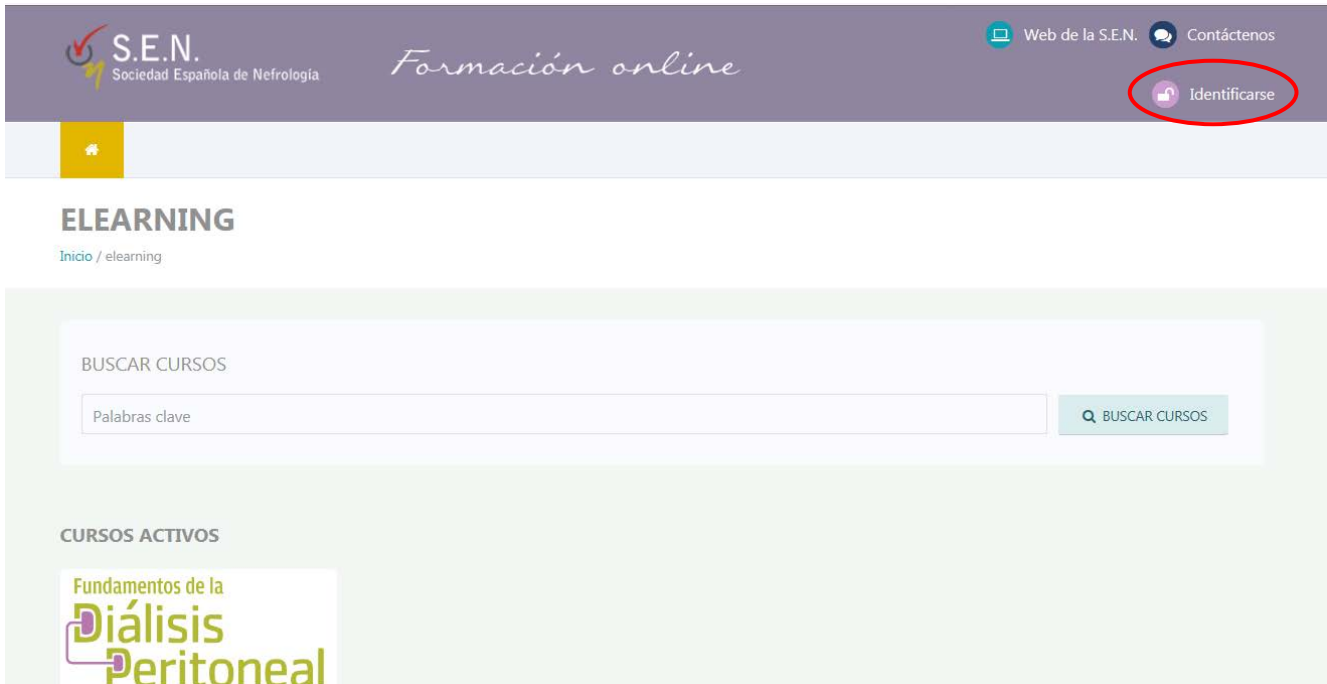 S.E.N.
Sociedad Española de Nefrología
Formación online
Web de la S.E.N.
Contáctenos
Identificarse
ELEARNING
Inicio / elearning
BUSCAR CURSOS
Palabras clave
BUSCAR CURSOS
CURSOS ACTIVOS
Fundamentos de la
Diálisis
Peritoneal